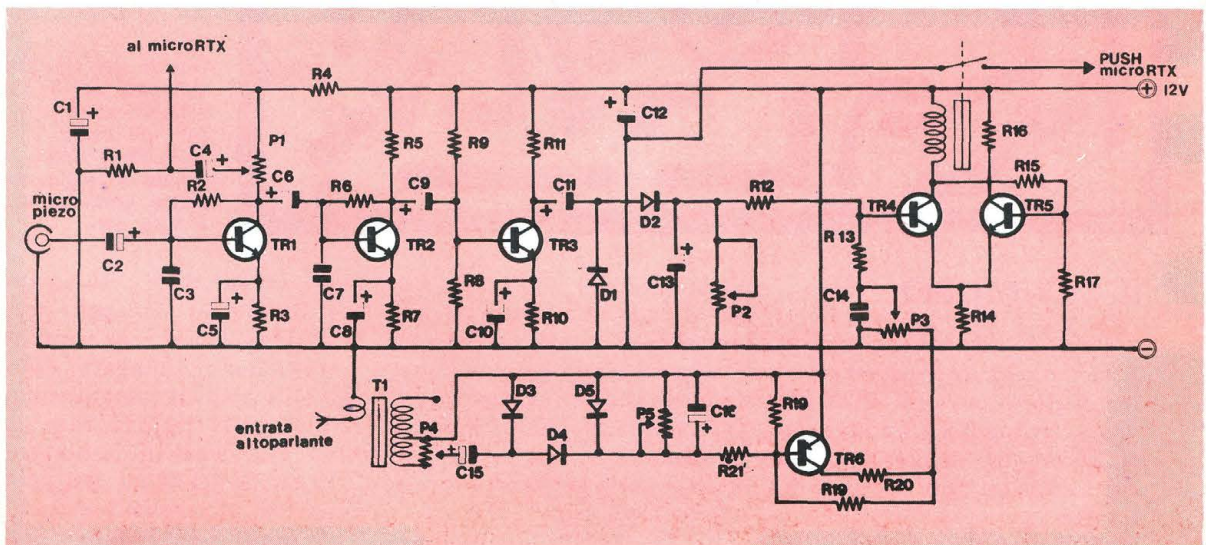 al microRTX
R4
PUSH
microRTX
+ 12V
C1
+
P1
R5
R9
R11
+
C12
R16
R1
C4
+
R2
+
C6
R6
C9
+
+
C11
D2
R12
R15
micro
piezo
TR1
TR2
TR3
TR4
TR5
C2
+
R13
C3
C5
+
R3
C7
C8
+
R7
R8
C10
+
R10
D1
C13
+
P2
C14
P3
R14
R17
−
T1
D3
D5
P5
C16
+
R19
entrata
altoparlante
P4
+
C15
D4
R21'
TR6
R20
R19